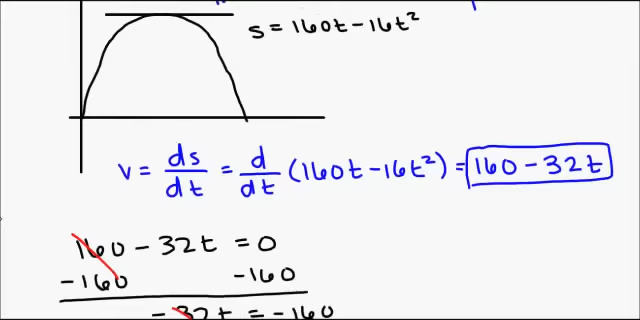 s = 160t - 16t²
v = ds/dt = d/dt (160t - 16t²) = 160 - 32t
160 - 32t = 0
-160 -160
-32t = -160